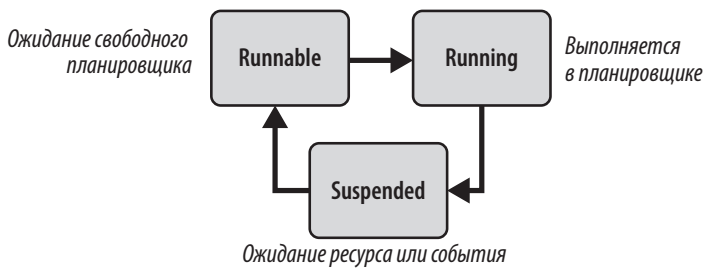 Ожидание свободного
планировщика
Runnable
Running
Выполняется
в планировщике
Suspended
Ожидание ресурса или события